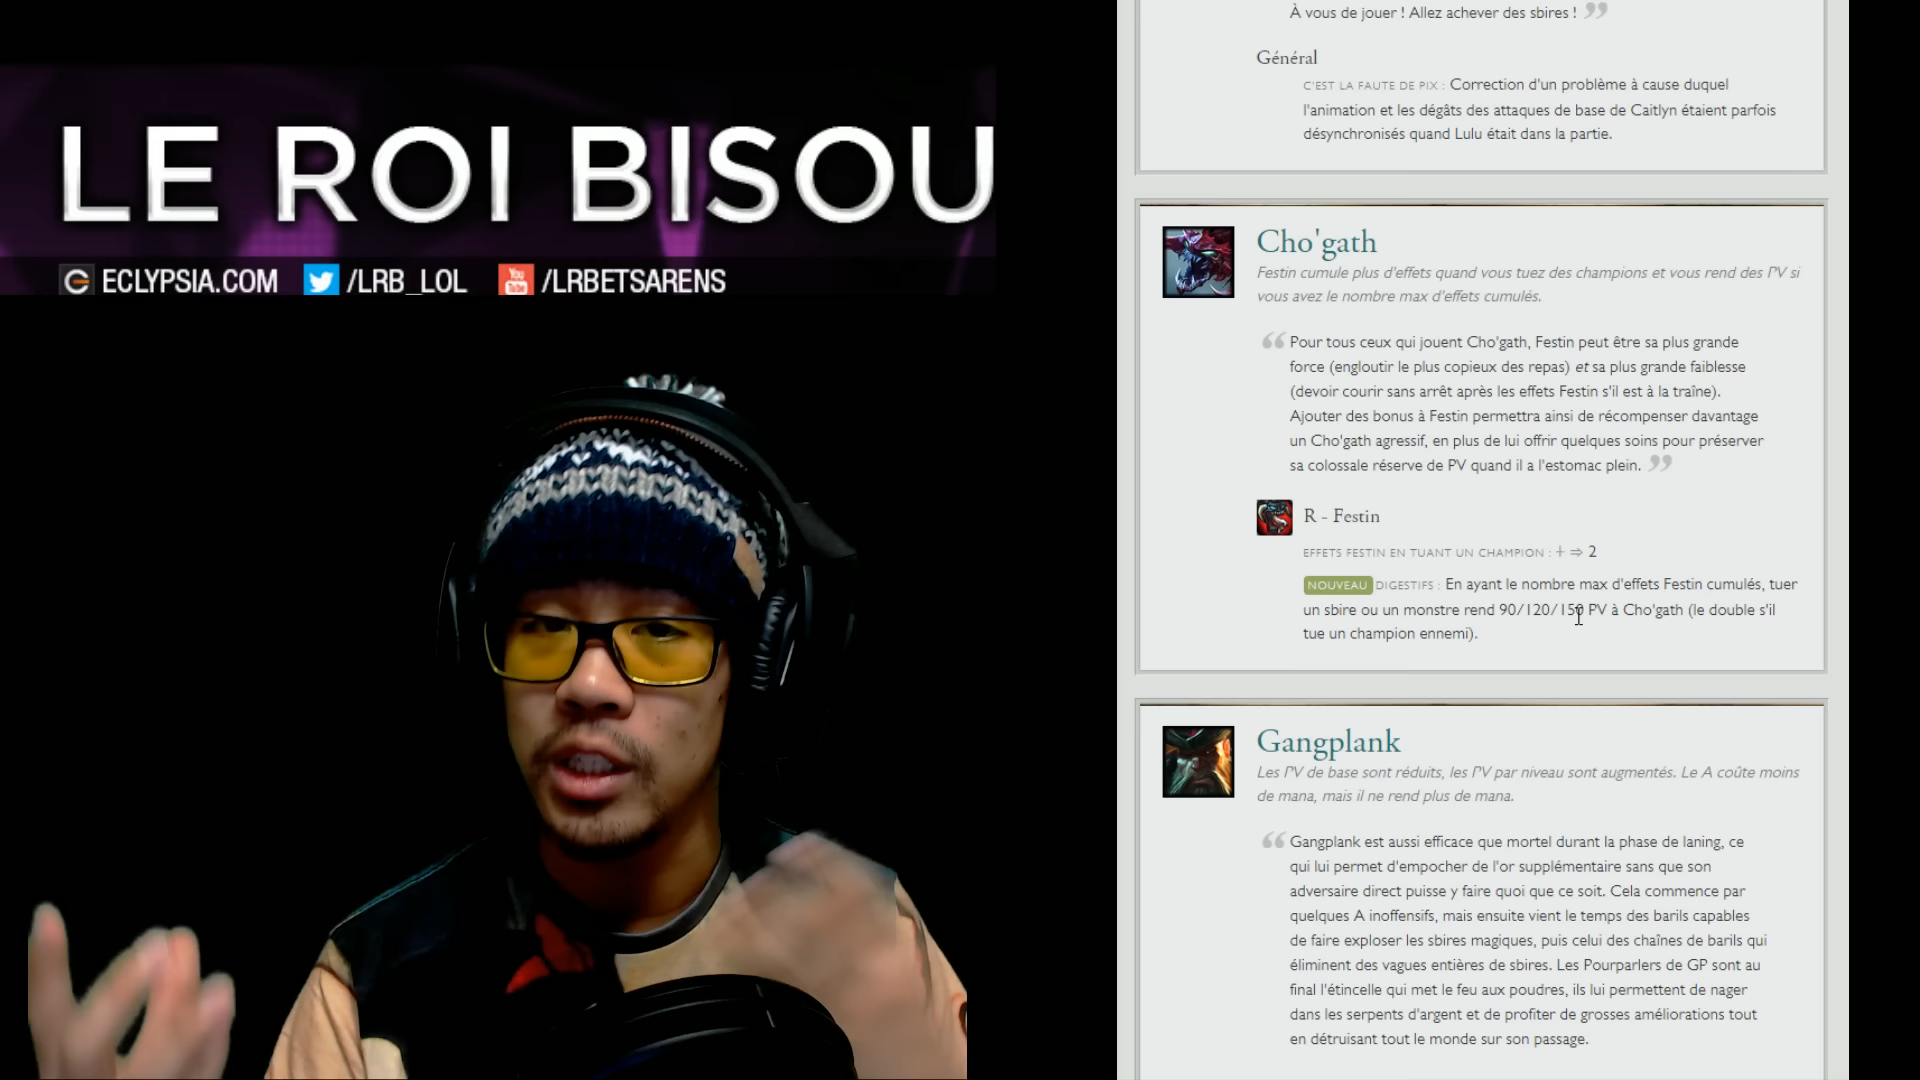 LE ROI BISOU
ECLYPSIA.COM /LRB_LOL You Tube /LRBETSARENS
À vous de jouer ! Allez achever des sbires ! ”
Général
C'EST LA FAUTE DE PIX : Correction d'un problème à cause duquel
l'animation et les dégâts des attaques de base de Caitlyn étaient parfois
désynchronisés quand Lulu était dans la partie.
Cho'gath
Festin cumule plus d'effets quand vous tuez des champions et vous rend des PV si
vous avez le nombre max d'effets cumulés.
“ Pour tous ceux qui jouent Cho'gath, Festin peut être sa plus grande
force (engloutir le plus copieux des repas) et sa plus grande faiblesse
(devoir courir sans arrêt après les effets Festin s'il est à la traîne).
Ajouter des bonus à Festin permettra ainsi de récompenser davantage
un Cho'gath agressif, en plus de lui offrir quelques soins pour préserver
sa colossale réserve de PV quand il a l'estomac plein. ”
R - Festin
EFFETS FESTIN EN TUANT UN CHAMPION : + ⇒ 2
NOUVEAU DIGESTIFS : En ayant le nombre max d'effets Festin cumulés, tuer
un sbire ou un monstre rend 90/120/150 PV à Cho'gath (le double s'il
tue un champion ennemi).
Gangplank
Les PV de base sont réduits, les PV par niveau sont augmentés. Le A coûte moins
de mana, mais il ne rend plus de mana.
“ Gangplank est aussi efficace que mortel durant la phase de laning, ce
qui lui permet d'empocher de l'or supplémentaire sans que son
adversaire direct puisse y faire quoi que ce soit. Cela commence par
quelques A inoffensifs, mais ensuite vient le temps des barils capables
de faire exploser les sbires magiques, puis celui des chaînes de barils qui
éliminent des vagues entières de sbires. Les Pourparlers de GP sont au
final l'étincelle qui met le feu aux poudres, ils lui permettent de nager
dans les serpents d'argent et de profiter de grosses améliorations tout
en détruisant tout le monde sur son passage.